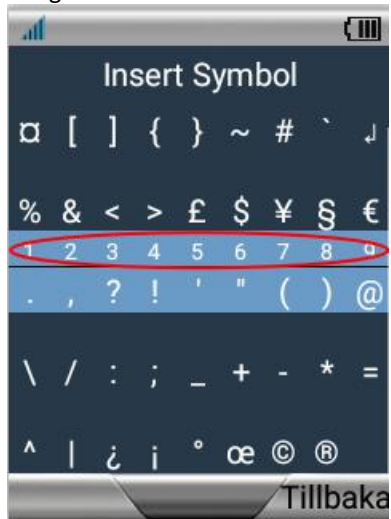 Insert Symbol
¤ [ ] { } ~ # ` ↲
% & < > £ $ ¥ § €
1 2 3 4 5 6 7 8 9
. , ? ! ' " ( ) @
\ / : ; _ + - * =
^ | ¿ ¡ ° œ © ®
Tillbaka